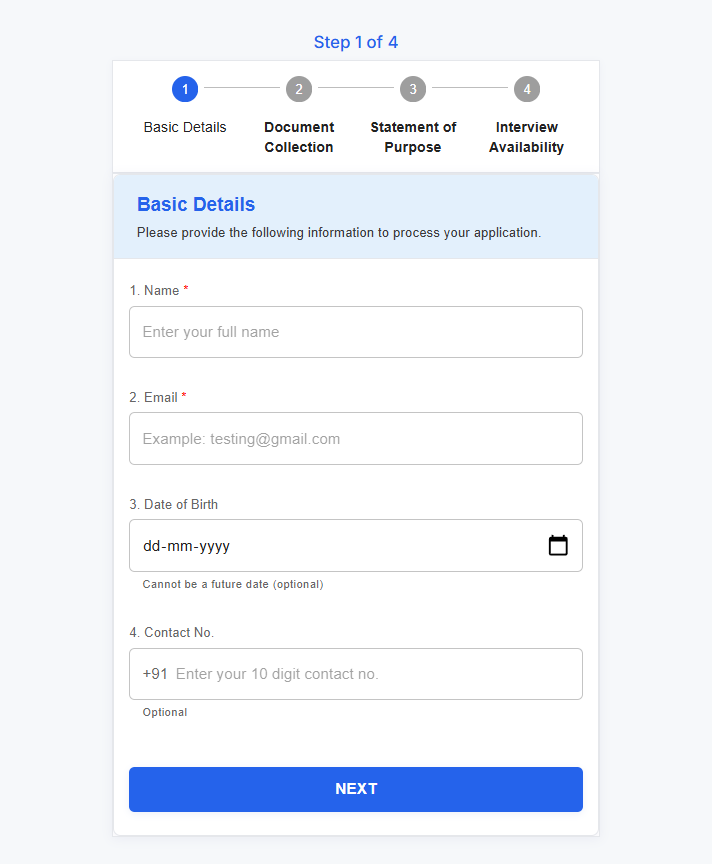 Step 1 of 4
1
2
3
4
Basic Details
Document
Collection
Statement of
Purpose
Interview
Availability
Basic Details
Please provide the following information to process your application.
1. Name *
Enter your full name
2. Email *
Example: testing@gmail.com
3. Date of Birth
dd-mm-yyyy
Cannot be a future date (optional)
4. Contact No.
+91 Enter your 10 digit contact no.
Optional
NEXT